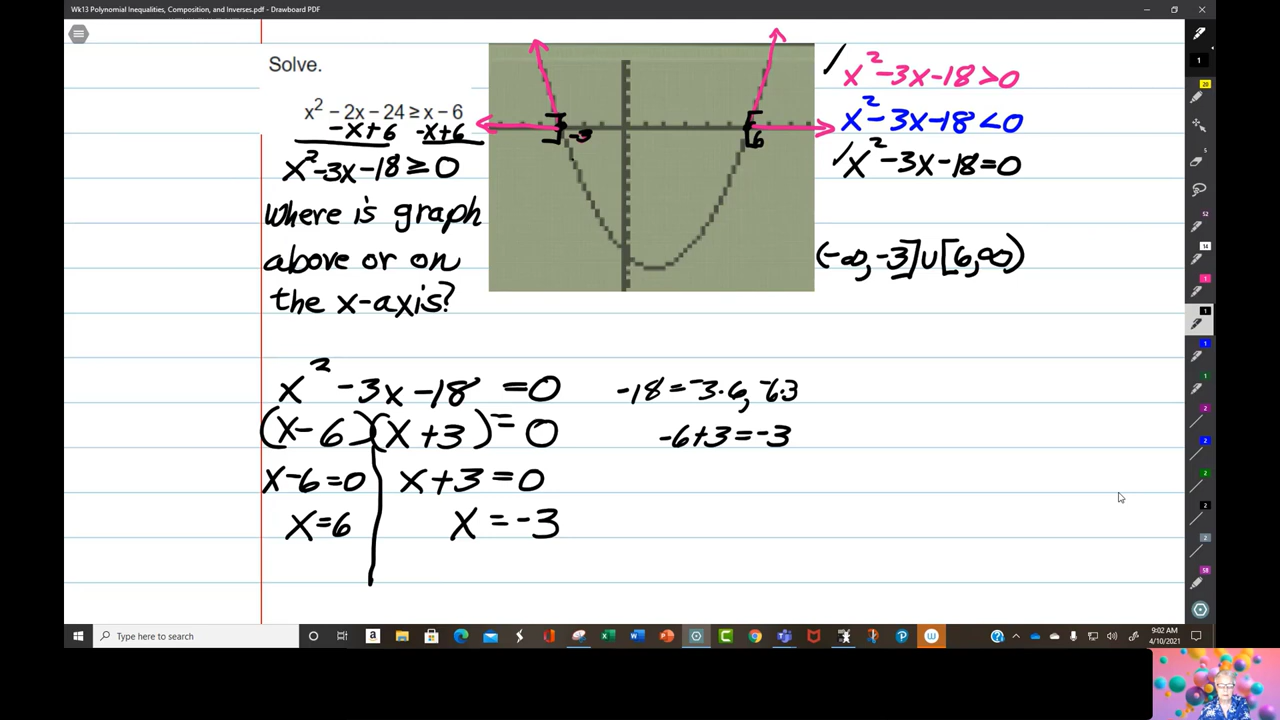 Wk13 Polynomial Inequalities, Composition, and Inverses.pdf - Drawboard PDF
Solve.
x² − 2x − 24 ≥ x − 6
−x+6 −x+6
x²−3x−18 ≥ 0
Where is graph
above or on
the x-axis?
-3
6
x²−3x−18>0
x²−3x−18<0
x²−3x−18=0
(-∞,-3]∪[6,∞)
x²−3x−18 =0
(x−6)(x+3)=0
x−6=0 x+3=0
x=6 x=-3
-18=-3·6, -6·3
-6+3=-3
Type here to search
9:02 AM
4/10/2021